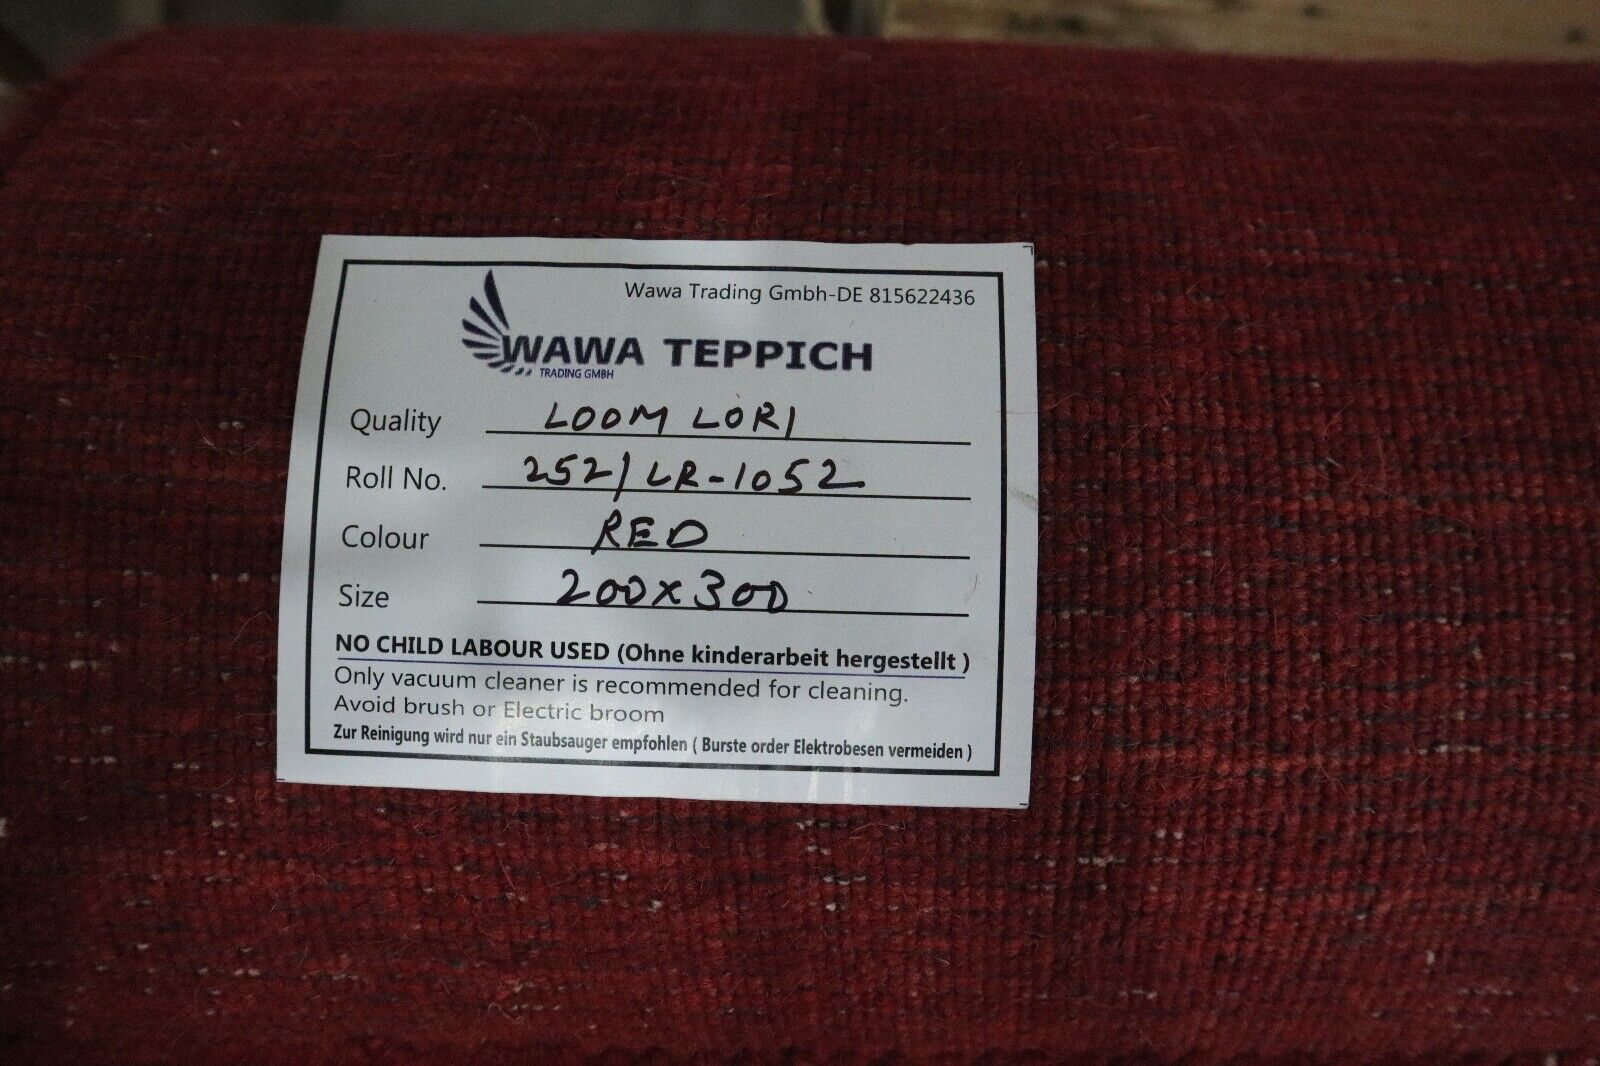 Wawa Trading Gmbh-DE 815622436
WAWA TEPPICH
TRADING GMBH
Quality LOOM LORI
Roll No. 252/LR-1052
Colour RED
Size 200x300
NO CHILD LABOUR USED (Ohne kinderarbeit hergestellt )
Only vacuum cleaner is recommended for cleaning.
Avoid brush or Electric broom
Zur Reinigung wird nur ein Staubsauger empfohlen ( Burste order Elektrobesen vermeiden )